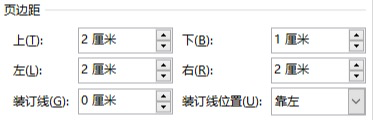 页边距
上(T): 2 厘米 下(B): 1 厘米
左(L): 2 厘米 右(R): 2 厘米
装订线(G): 0 厘米 装订线位置(U): 靠左